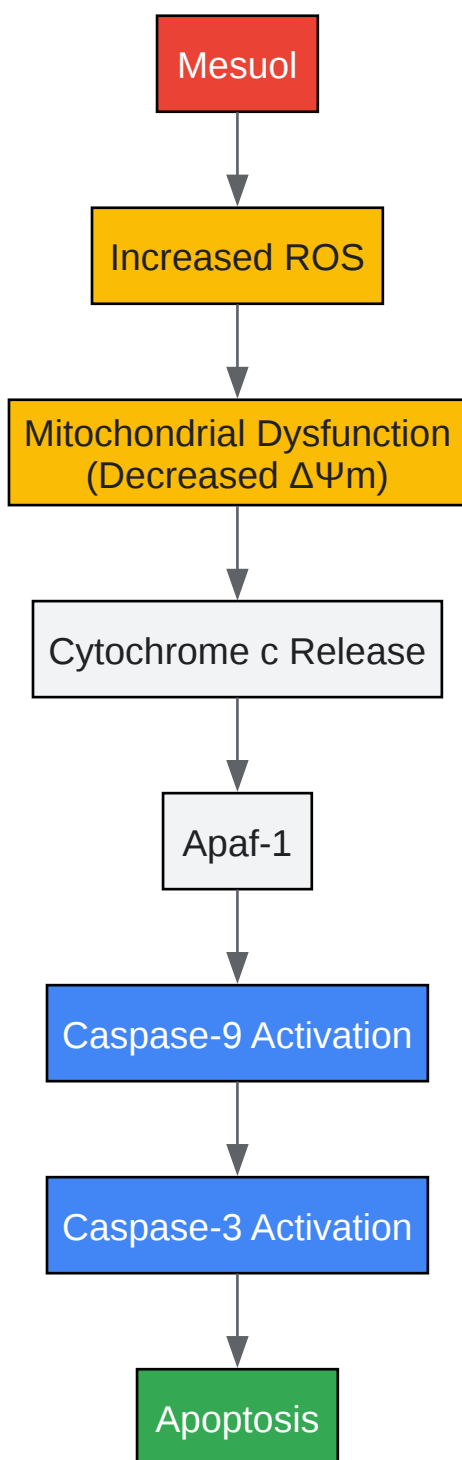 Mesuol
Increased ROS
Mitochondrial Dysfunction
(Decreased ΔΨm)
Cytochrome c Release
Apaf-1
Caspase-9 Activation
Caspase-3 Activation
Apoptosis